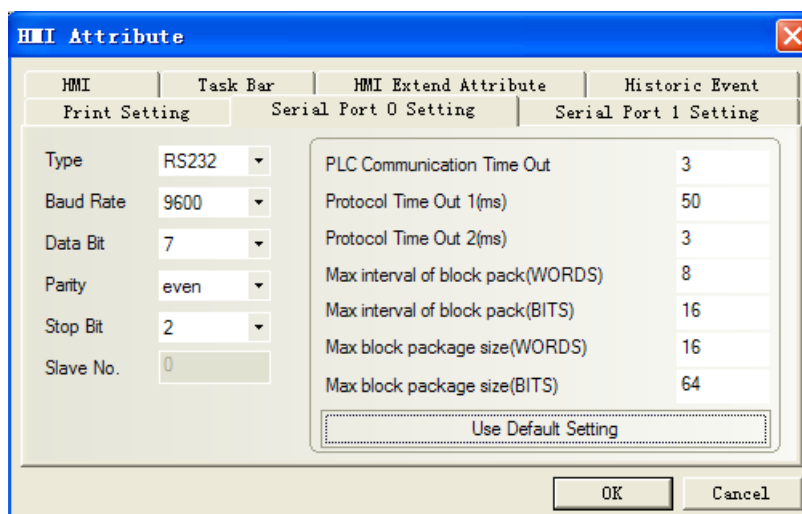 HMI Attribute
HMI Task Bar HMI Extend Attribute Historic Event
Print Setting Serial Port 0 Setting Serial Port 1 Setting
Type RS232
Baud Rate 9600
Data Bit 7
Parity even
Stop Bit 2
Slave No. 0
PLC Communication Time Out 3
Protocol Time Out 1(ms) 50
Protocol Time Out 2(ms) 3
Max interval of block pack(WORDS) 8
Max interval of block pack(BITS) 16
Max block package size(WORDS) 16
Max block package size(BITS) 64
Use Default Setting
OK Cancel